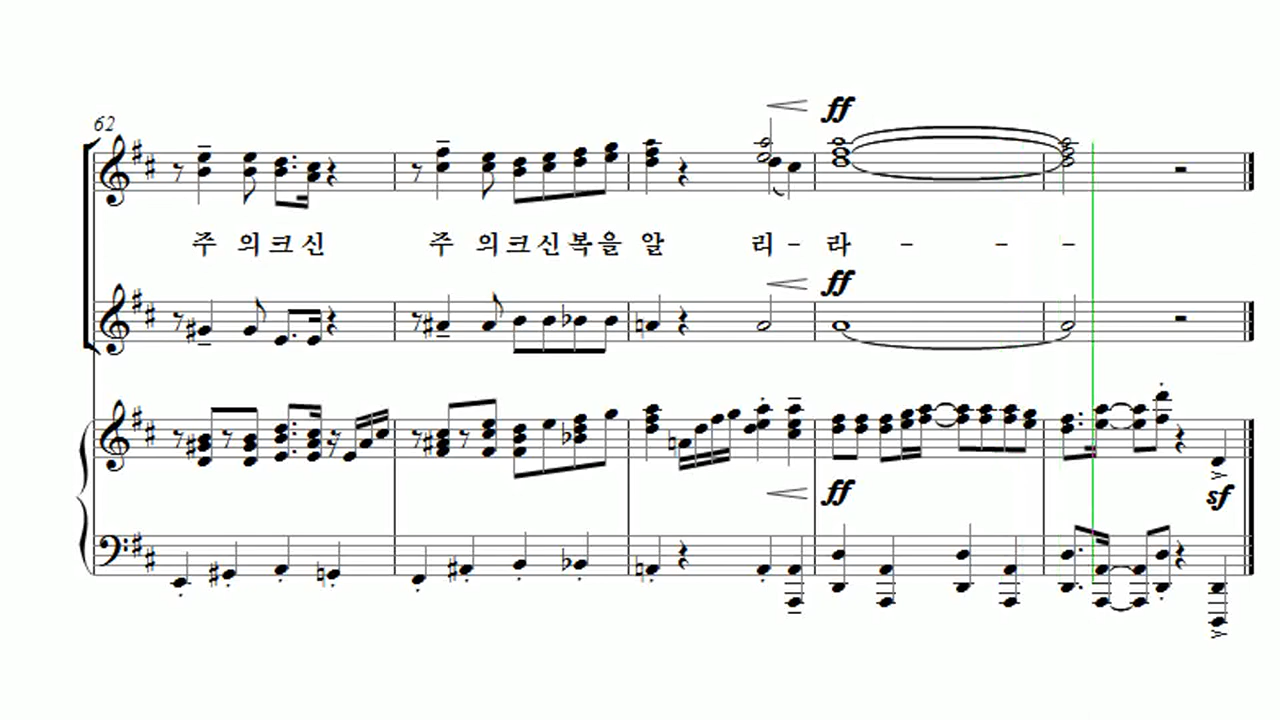 62
ff
주 의크신 주 의크신복을 알 리 - 라 - - -
ff
ff
sf